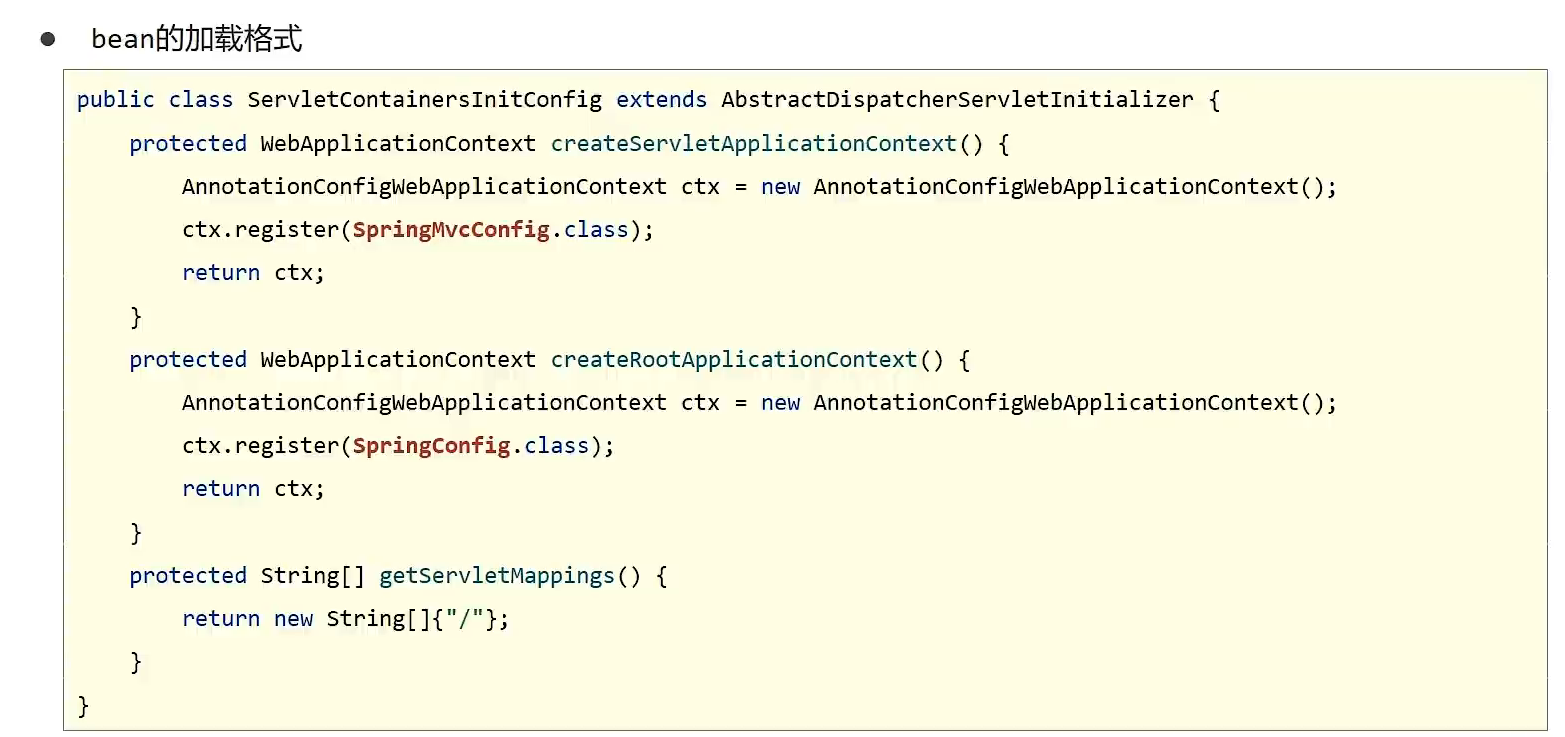 ● bean的加载格式
public class ServletContainersInitConfig extends AbstractDispatcherServletInitializer {
    protected WebApplicationContext createServletApplicationContext() {
        AnnotationConfigWebApplicationContext ctx = new AnnotationConfigWebApplicationContext();
        ctx.register(SpringMvcConfig.class);
        return ctx;
    }
    protected WebApplicationContext createRootApplicationContext() {
        AnnotationConfigWebApplicationContext ctx = new AnnotationConfigWebApplicationContext();
        ctx.register(SpringConfig.class);
        return ctx;
    }
    protected String[] getServletMappings() {
        return new String[]{"/"};
    }
}